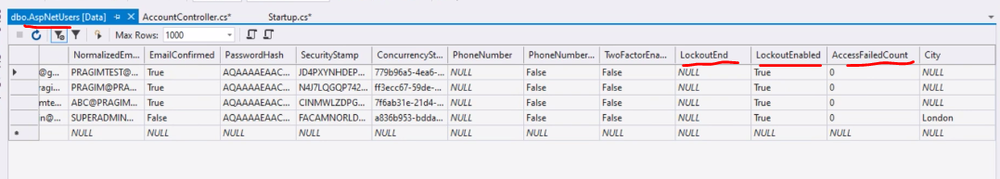 dbo.AspNetUsers [Data] AccountController.cs* Startup.cs*
Max Rows: 1000
NormalizedEm... EmailConfirmed PasswordHash SecurityStamp ConcurrencySt... PhoneNumber PhoneNumber... TwoFactorEna... LockoutEnd LockoutEnabled AccessFailedCount City
@g... PRAGIMTEST@... True AQAAAAEAAC... JD4PXYNHDEP... 779b96a5-4ea6-... NULL False False NULL True 0 NULL
ragi... PRAGIM@PRA... True AQAAAAEAAC... N4J7LQGQP742... ff3ecc67-59de-... NULL False False NULL True 0 NULL
mte... ABC@PRAGIM... True AQAAAAEAAC... CINMWLZDPG... 7f6ab31e-21d4-... NULL False False NULL True 0 NULL
n@... SUPERADMIN... False AQAAAAEAAC... FACAMNORLD... a836b953-bdda... NULL False False NULL True 0 London
NULL NULL NULL NULL NULL NULL NULL NULL NULL NULL NULL NULL